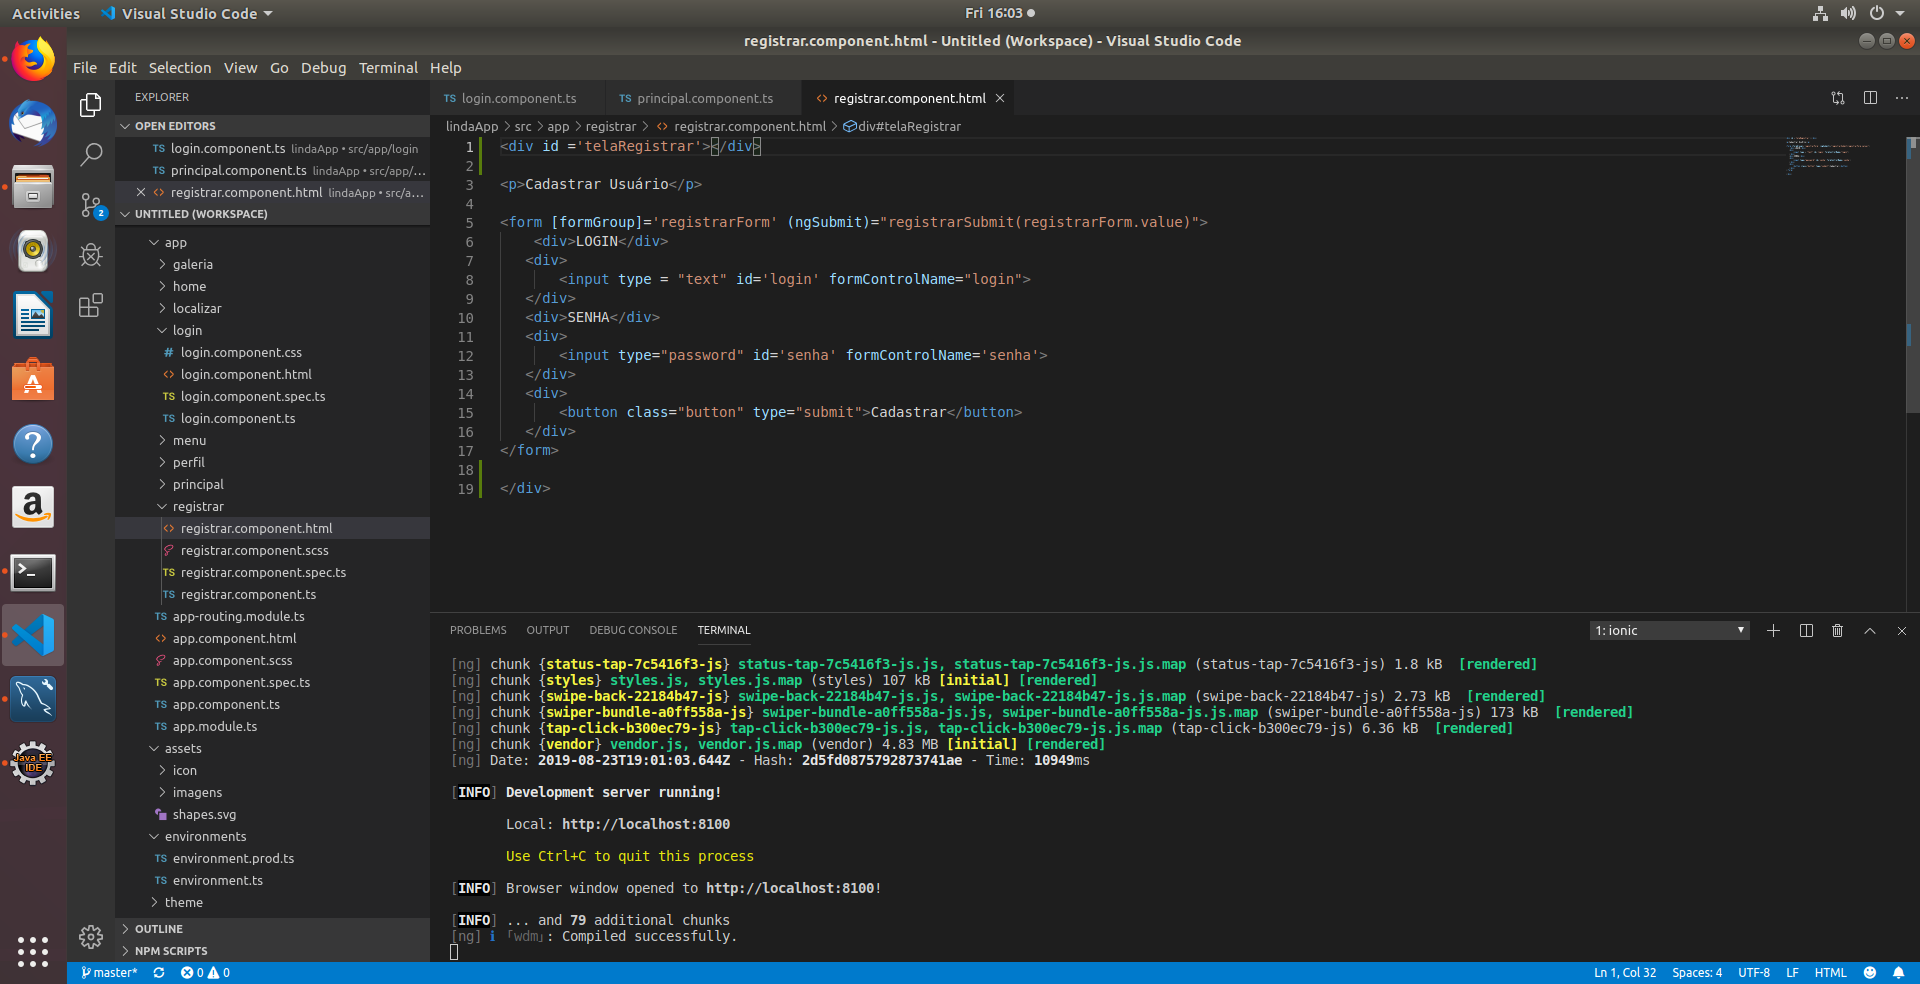 Activities
Visual Studio Code
Fri 16:03
registrar.component.html - Untitled (Workspace) - Visual Studio Code
File Edit Selection View Go Debug Terminal Help
EXPLORER
OPEN EDITORS
TS login.component.ts lindaApp • src/app/login
TS principal.component.ts lindaApp • src/app/...
registrar.component.html lindaApp • src/a...
UNTITLED (WORKSPACE)
app
galeria
home
localizar
login
# login.component.css
login.component.html
TS login.component.spec.ts
TS login.component.ts
menu
perfil
principal
registrar
registrar.component.html
registrar.component.scss
TS registrar.component.spec.ts
TS registrar.component.ts
TS app-routing.module.ts
app.component.html
app.component.scss
TS app.component.spec.ts
TS app.component.ts
TS app.module.ts
assets
icon
imagens
shapes.svg
environments
TS environment.prod.ts
TS environment.ts
theme
OUTLINE
NPM SCRIPTS
2
Java EE
IDE
TS login.component.ts
TS principal.component.ts
registrar.component.html
lindaApp > src > app > registrar > registrar.component.html > div#telaRegistrar
1 <div id ='telaRegistrar'></div>
2
3 <p>Cadastrar Usuário</p>
4
5 <form [formGroup]='registrarForm' (ngSubmit)="registrarSubmit(registrarForm.value)">
6 <div>LOGIN</div>
7 <div>
8 <input type = "text" id='login' formControlName="login">
9 </div>
10 <div>SENHA</div>
11 <div>
12 <input type="password" id='senha' formControlName='senha'>
13 </div>
14 <div>
15 <button class="button" type="submit">Cadastrar</button>
16 </div>
17 </form>
18
19 </div>
PROBLEMS OUTPUT DEBUG CONSOLE TERMINAL
1: ionic
[ng] chunk {status-tap-7c5416f3-js} status-tap-7c5416f3-js.js, status-tap-7c5416f3-js.js.map (status-tap-7c5416f3-js) 1.8 kB [rendered]
[ng] chunk {styles} styles.js, styles.js.map (styles) 107 kB [initial] [rendered]
[ng] chunk {swipe-back-22184b47-js} swipe-back-22184b47-js.js, swipe-back-22184b47-js.js.map (swipe-back-22184b47-js) 2.73 kB [rendered]
[ng] chunk {swiper-bundle-a0ff558a-js} swiper-bundle-a0ff558a-js.js, swiper-bundle-a0ff558a-js.js.map (swiper-bundle-a0ff558a-js) 173 kB [rendered]
[ng] chunk {tap-click-b300ec79-js} tap-click-b300ec79-js.js, tap-click-b300ec79-js.js.map (tap-click-b300ec79-js) 6.36 kB [rendered]
[ng] chunk {vendor} vendor.js, vendor.js.map (vendor) 4.83 MB [initial] [rendered]
[ng] Date: 2019-08-23T19:01:03.644Z - Hash: 2d5fd0875792873741ae - Time: 10949ms
[INFO] Development server running!
Local: http://localhost:8100
Use Ctrl+C to quit this process
[INFO] Browser window opened to http://localhost:8100!
[INFO] ... and 79 additional chunks
[ng] ℹ ｢wdm｣: Compiled successfully.
master* 0 0
Ln 1, Col 32 Spaces: 4 UTF-8 LF HTML